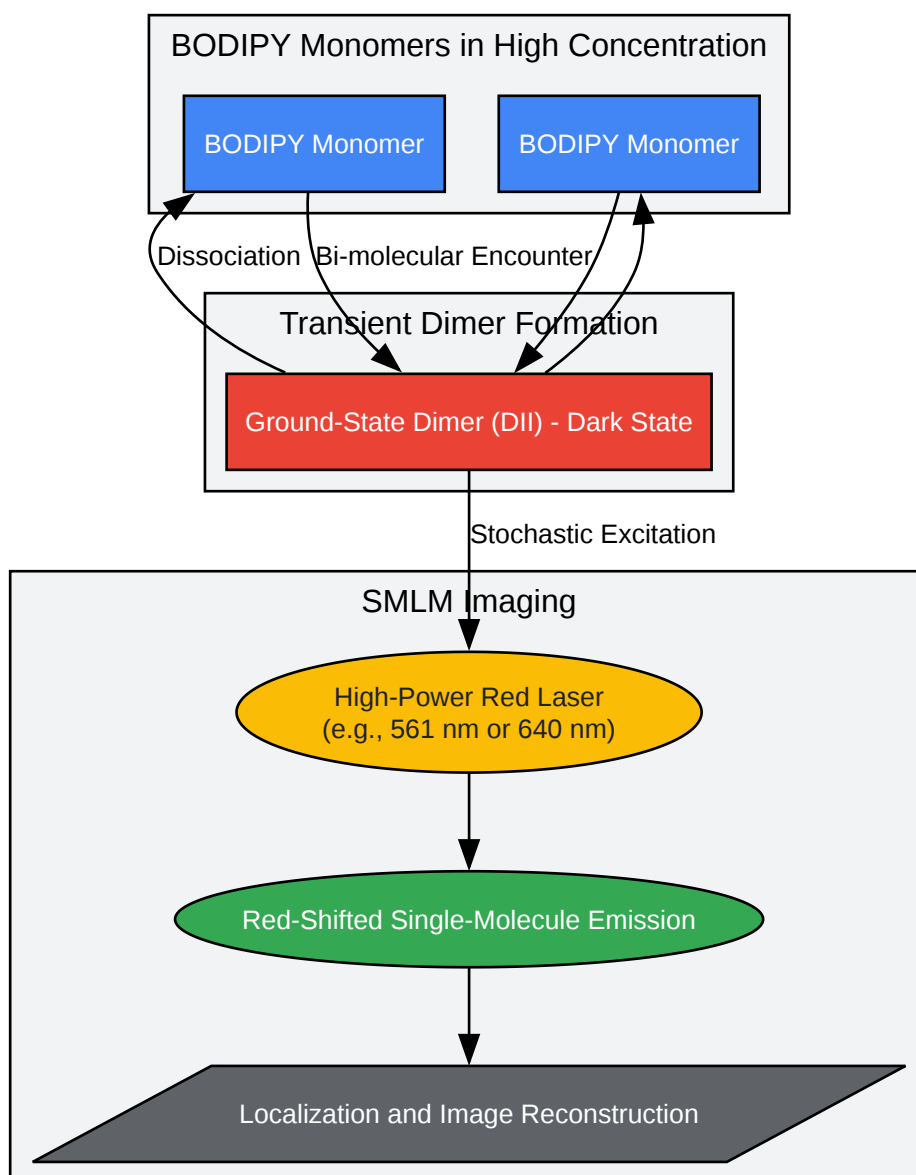 BODIPY Monomers in High Concentration
BODIPY Monomer
BODIPY Monomer
Dissociation
Bi-molecular Encounter
Transient Dimer Formation
Ground-State Dimer (DII) - Dark State
Stochastic Excitation
SMLM Imaging
High-Power Red Laser
(e.g., 561 nm or 640 nm)
Red-Shifted Single-Molecule Emission
Localization and Image Reconstruction